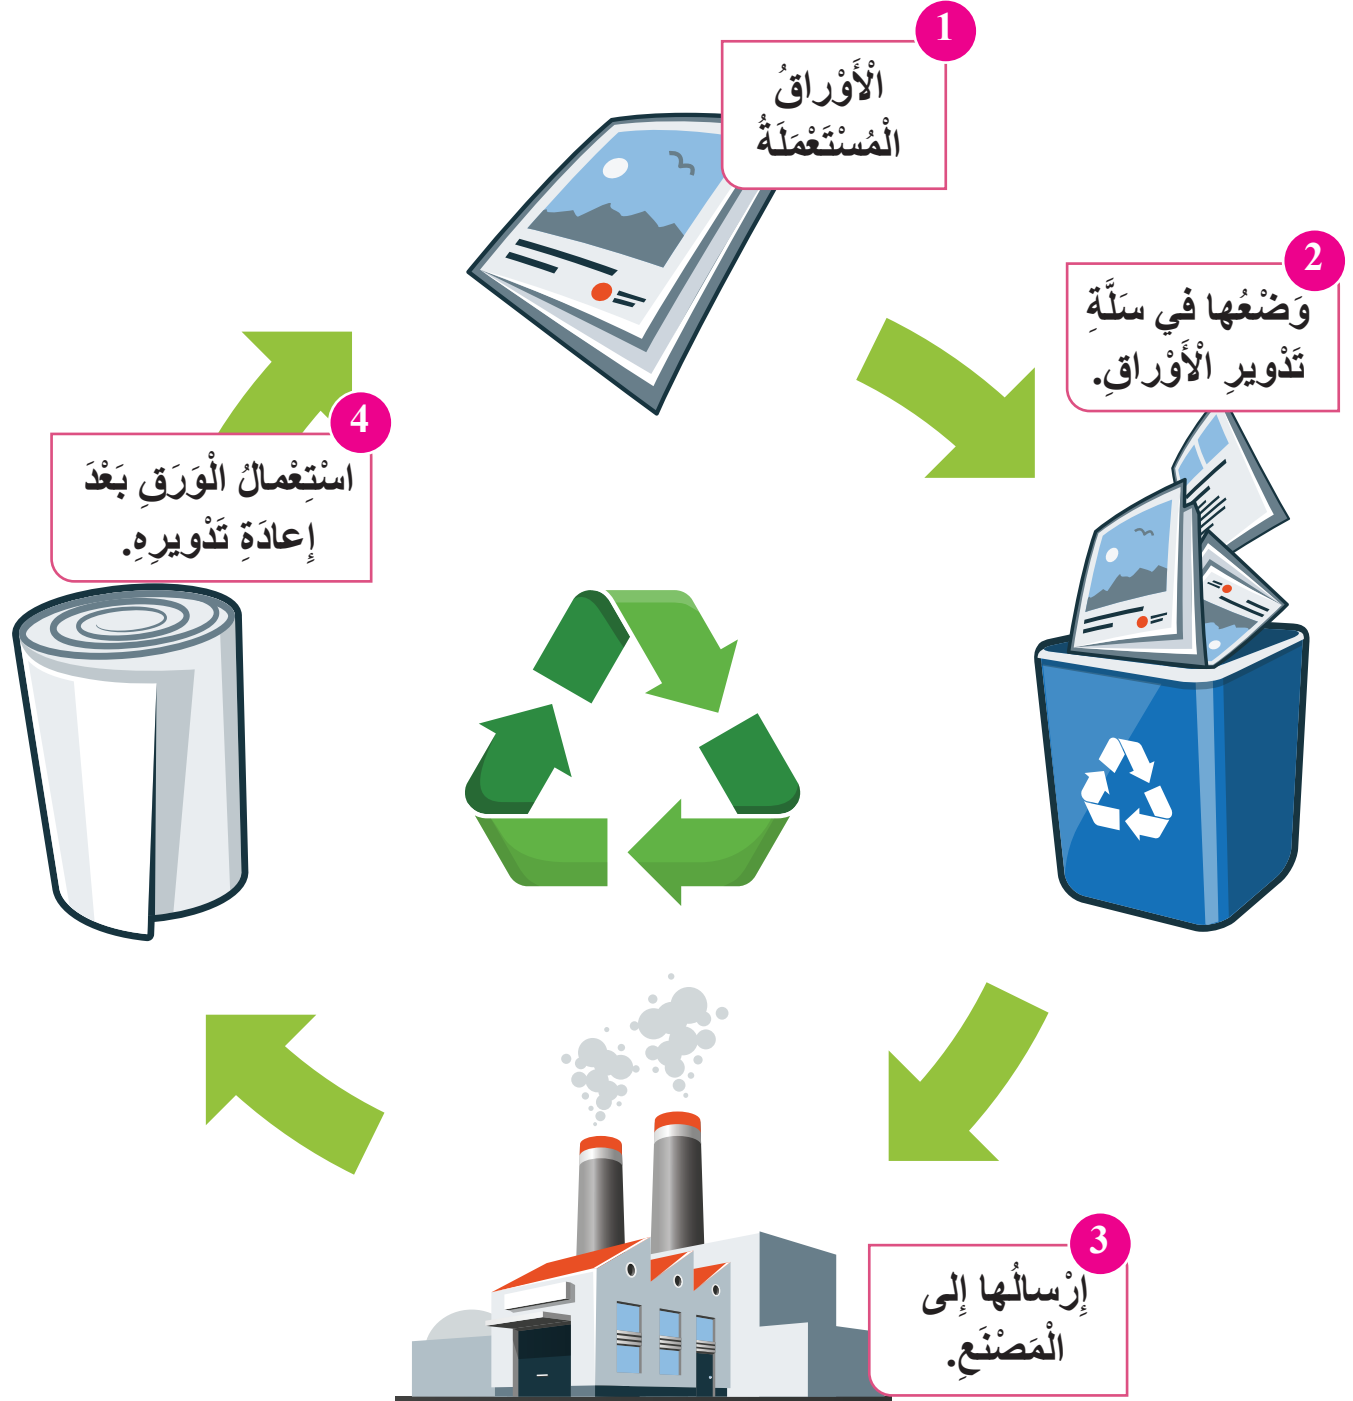 1
الْأَوْراقُ
الْمُسْتَعْمَلَةُ
2
وَضْعُها في سَلَّةِ
تَدْويرِ الْأَوْراقِ.
3
إِرْسالُها إِلى
الْمَصْنَعِ.
4
اسْتِعْمالُ الْوَرَقِ بَعْدَ
إِعادَةِ تَدْويرِهِ.